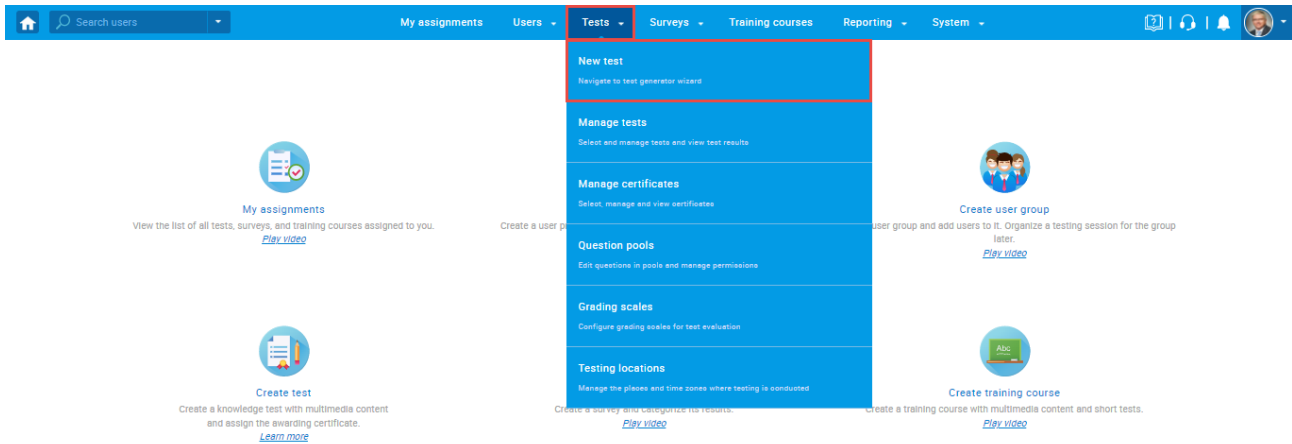 Search users
My assignments Users Tests Surveys Training courses Reporting System
New test
Navigate to test generator wizard
Manage tests
Select and manage tests and view test results
Manage certificates
Select, manage and view certificates
Question pools
Edit questions in pools and manage permissions
Grading scales
Configure grading scales for test evaluation
Testing locations
Manage the places and time zones where testing is conducted
My assignments
View the list of all tests, surveys, and training courses assigned to you.
Play video
Create a user
Create user group
user group and add users to it. Organize a testing session for the group
later.
Play video
Create test
Create a knowledge test with multimedia content
and assign the awarding certificate.
Learn more
Create a survey and categorize its results.
Play video
Abc
Create training course
Create a training course with multimedia content and short tests.
Play video